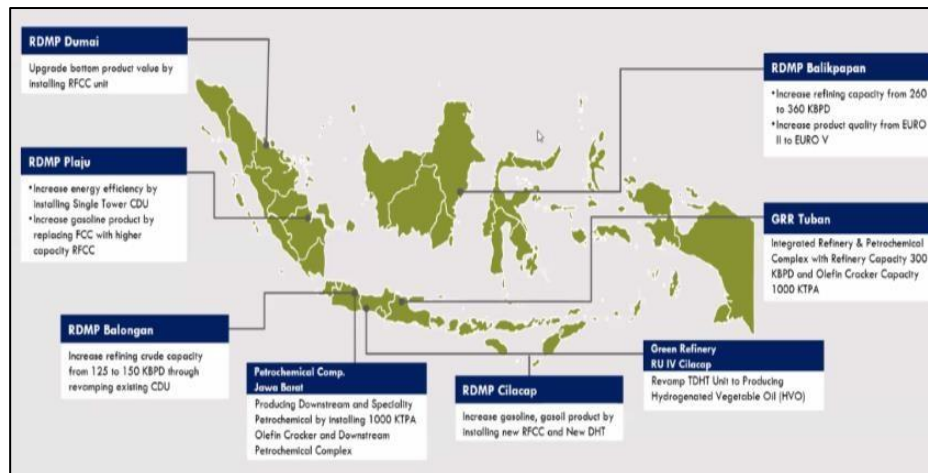 RDMP Dumai
Upgrade bottom product value by
installing RFCC unit
RDMP Plaju
•Increase energy efficiency by
installing Single Tower CDU
•Increase gasoline product by
replacing FCC with higher
capacity RFCC
RDMP Balongan
Increase refining crude capacity
from 125 to 150 KBPD through
revamping existing CDU
Petrochemical Comp.
Jawa Barat
Producing Downstream and Speciality
Petrochemical by installing 1000 KTPA
Olefin Cracker and Downstream
Petrochemical Complex
RDMP Cilacap
Increase gasoline, gasoil product by
installing new RFCC and New DHT
Green Refinery
RU IV Cilacap
Revamp TDHT Unit to Producing
Hydrogenated Vegetable Oil (HVO)
RDMP Balikpapan
•Increase refining capacity from 260
to 360 KBPD
•Increase product quality from EURO
II to EURO V
GRR Tuban
Integrated Refinery & Petrochemical
Complex with Refinery Capacity 300
KBPD and Olefin Cracker Capacity
1000 KTPA